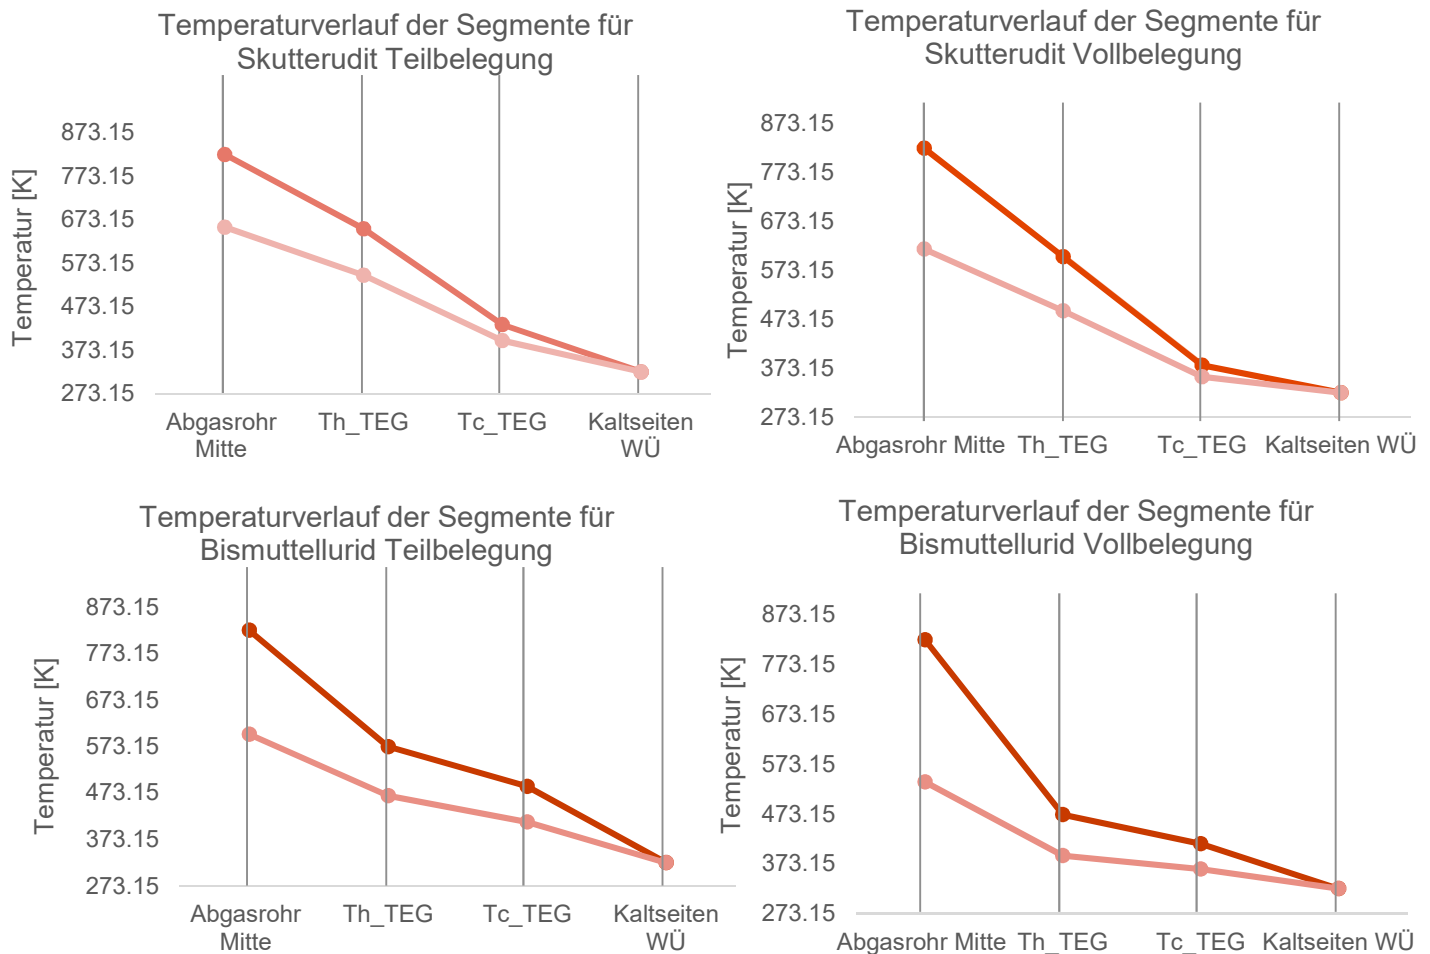 Temperaturverlauf der Segmente für
Skutterudit Teilbelegung
Temperatur [K]
873.15
773.15
673.15
573.15
473.15
373.15
273.15
Abgasrohr
Mitte
Th_TEG
Tc_TEG
Kaltseiten
WÜ
Temperaturverlauf der Segmente für
Skutterudit Vollbelegung
Temperatur [K]
873.15
773.15
673.15
573.15
473.15
373.15
273.15
Abgasrohr Mitte
Th_TEG
Tc_TEG
Kaltseiten WÜ
Temperaturverlauf der Segmente für
Bismuttellurid Teilbelegung
Temperatur [K]
873.15
773.15
673.15
573.15
473.15
373.15
273.15
Abgasrohr
Mitte
Th_TEG
Tc_TEG
Kaltseiten
WÜ
Temperaturverlauf der Segmente für
Bismuttellurid Vollbelegung
Temperatur [K]
873.15
773.15
673.15
573.15
473.15
373.15
273.15
Abgasrohr Mitte
Th_TEG
Tc_TEG
Kaltseiten WÜ